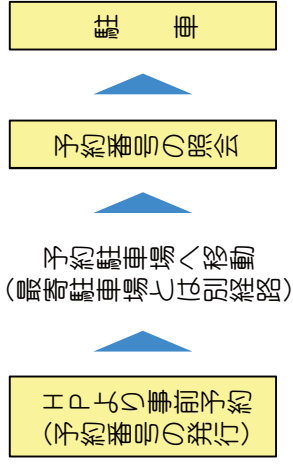 HPより事前予約
(予約番号の発行)
予約駐車場へ移動
(最寄駐車場とは別経路)
予約番号の照会
駐車